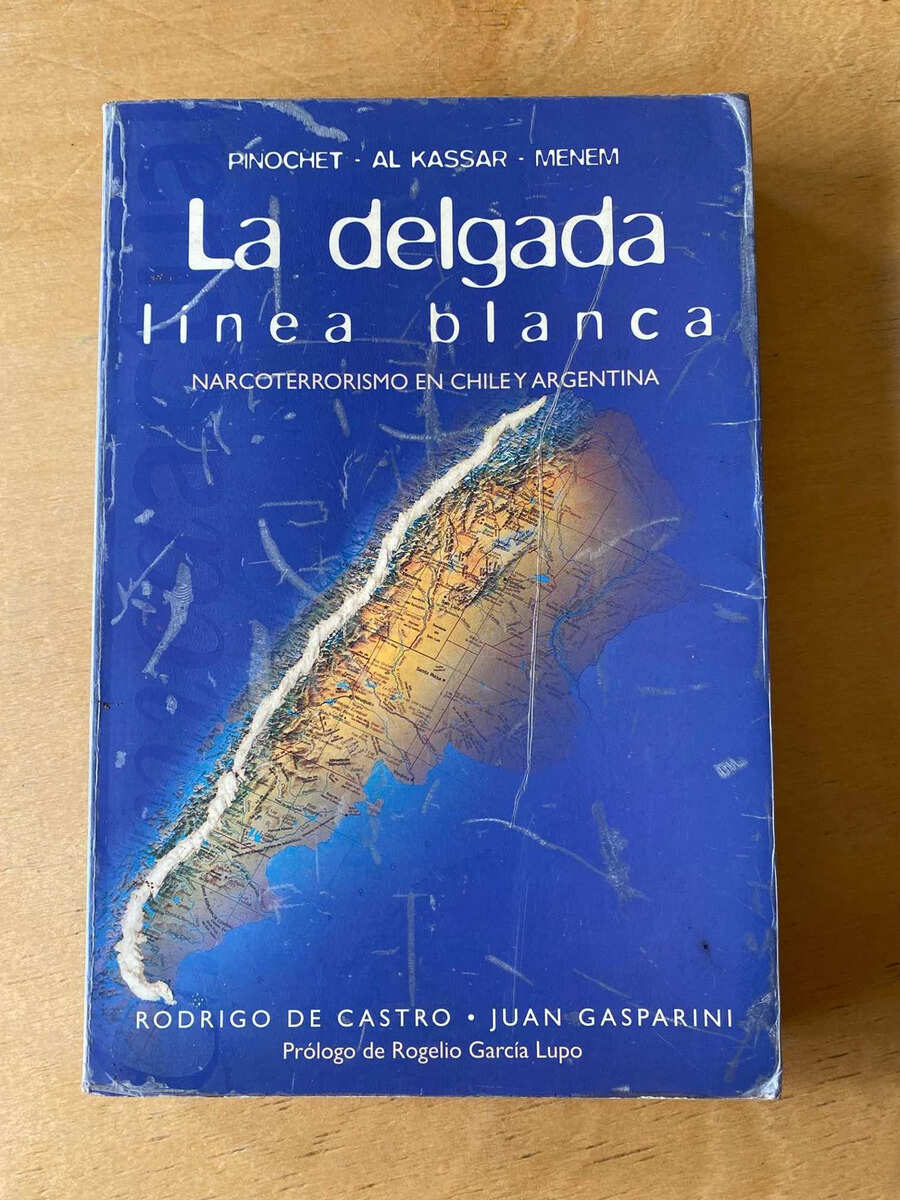 PINOCHET - AL KASSAR - MENEM
La delgada
línea blanca
NARCOTERRORISMO EN CHILE Y ARGENTINA
RODRIGO DE CASTRO • JUAN GASPARINI
Prólogo de Rogelio García Lupo